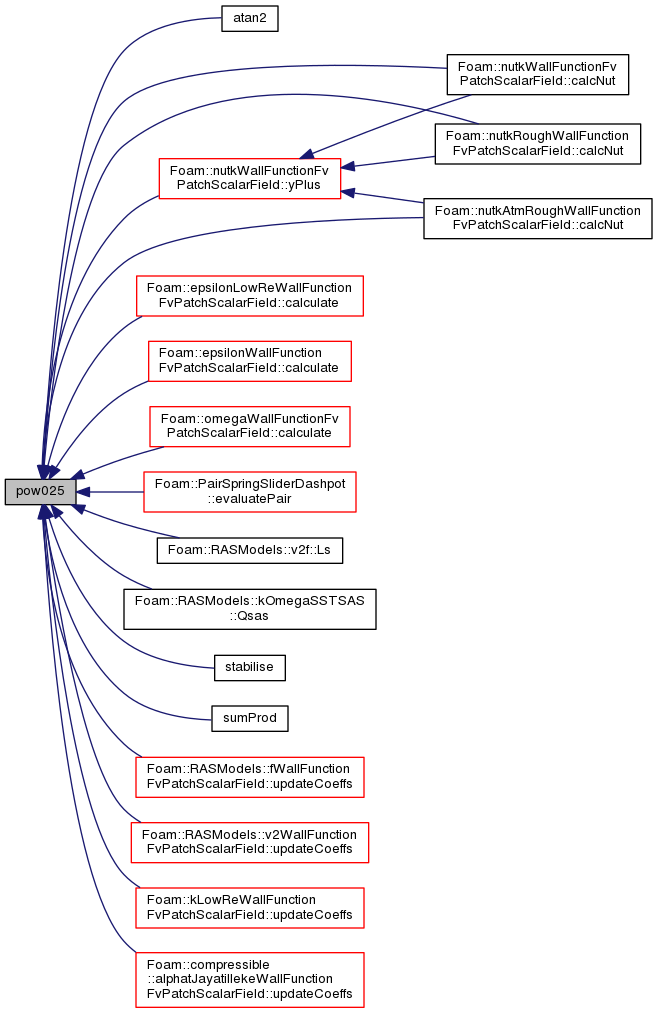 atan2
Foam::nutkWallFunctionFv
PatchScalarField::calcNut
Foam::nutkRoughWallFunction
FvPatchScalarField::calcNut
Foam::nutkWallFunctionFv
PatchScalarField::yPlus
Foam::nutkAtmRoughWallFunction
FvPatchScalarField::calcNut
Foam::epsilonLowReWallFunction
FvPatchScalarField::calculate
Foam::epsilonWallFunction
FvPatchScalarField::calculate
Foam::omegaWallFunctionFv
PatchScalarField::calculate
pow025
Foam::PairSpringSliderDashpot
::evaluatePair
Foam::RASModels::v2f::Ls
Foam::RASModels::kOmegaSSTSAS
::Qsas
stabilise
sumProd
Foam::RASModels::fWallFunction
FvPatchScalarField::updateCoeffs
Foam::RASModels::v2WallFunction
FvPatchScalarField::updateCoeffs
Foam::kLowReWallFunction
FvPatchScalarField::updateCoeffs
Foam::compressible
::alphatJayatillekeWallFunction
FvPatchScalarField::updateCoeffs